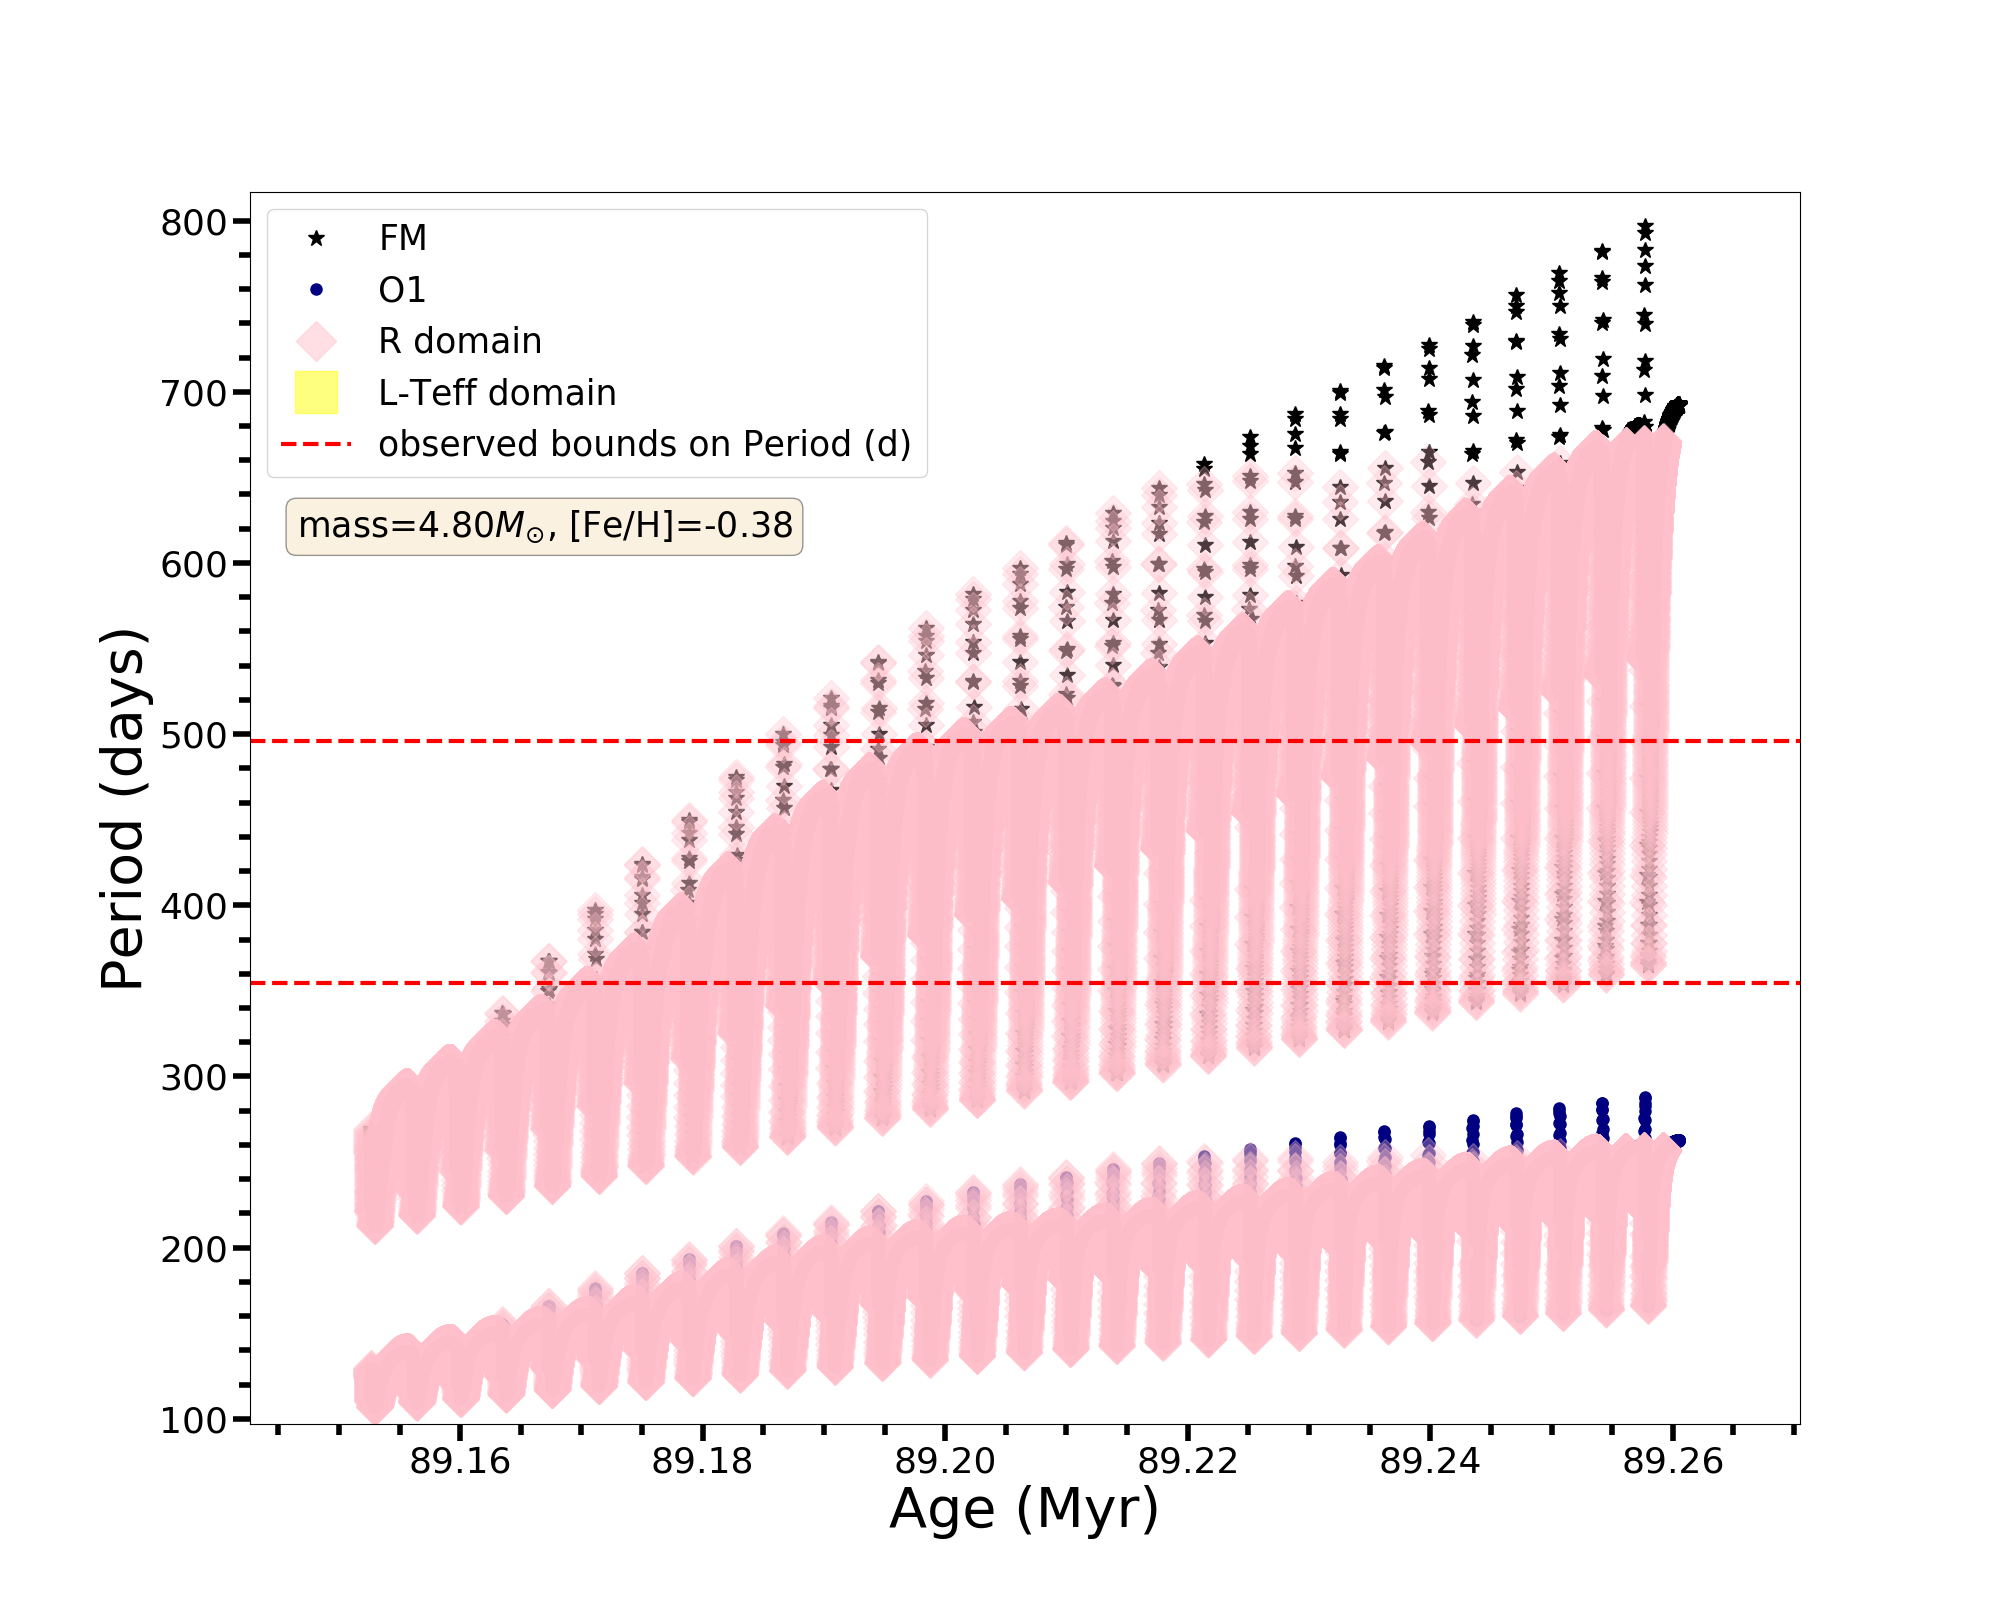 FM
O1
R domain
L-Teff domain
observed bounds on Period (d)
mass=4.80M⊙, [Fe/H]=-0.38
800
700
600
500
400
300
200
100
Period (days)
89.16 89.18 89.20 89.22 89.24 89.26
Age (Myr)